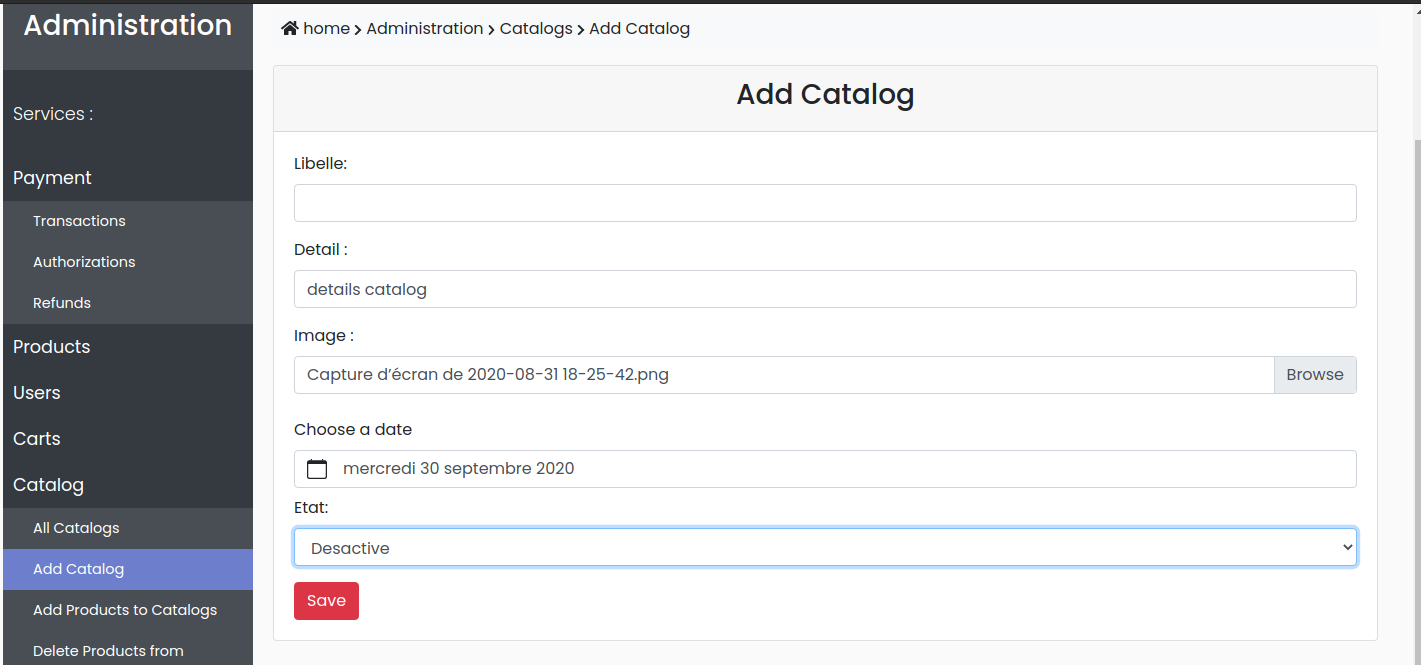 Administration
Services :
Payment
Transactions
Authorizations
Refunds
Products
Users
Carts
Catalog
All Catalogs
Add Catalog
Add Products to Catalogs
Delete Products from
home > Administration > Catalogs > Add Catalog
Add Catalog
Libelle:
Detail :
details catalog
Image :
Capture d’écran de 2020-08-31 18-25-42.png
Browse
Choose a date
mercredi 30 septembre 2020
Etat:
Desactive
Save